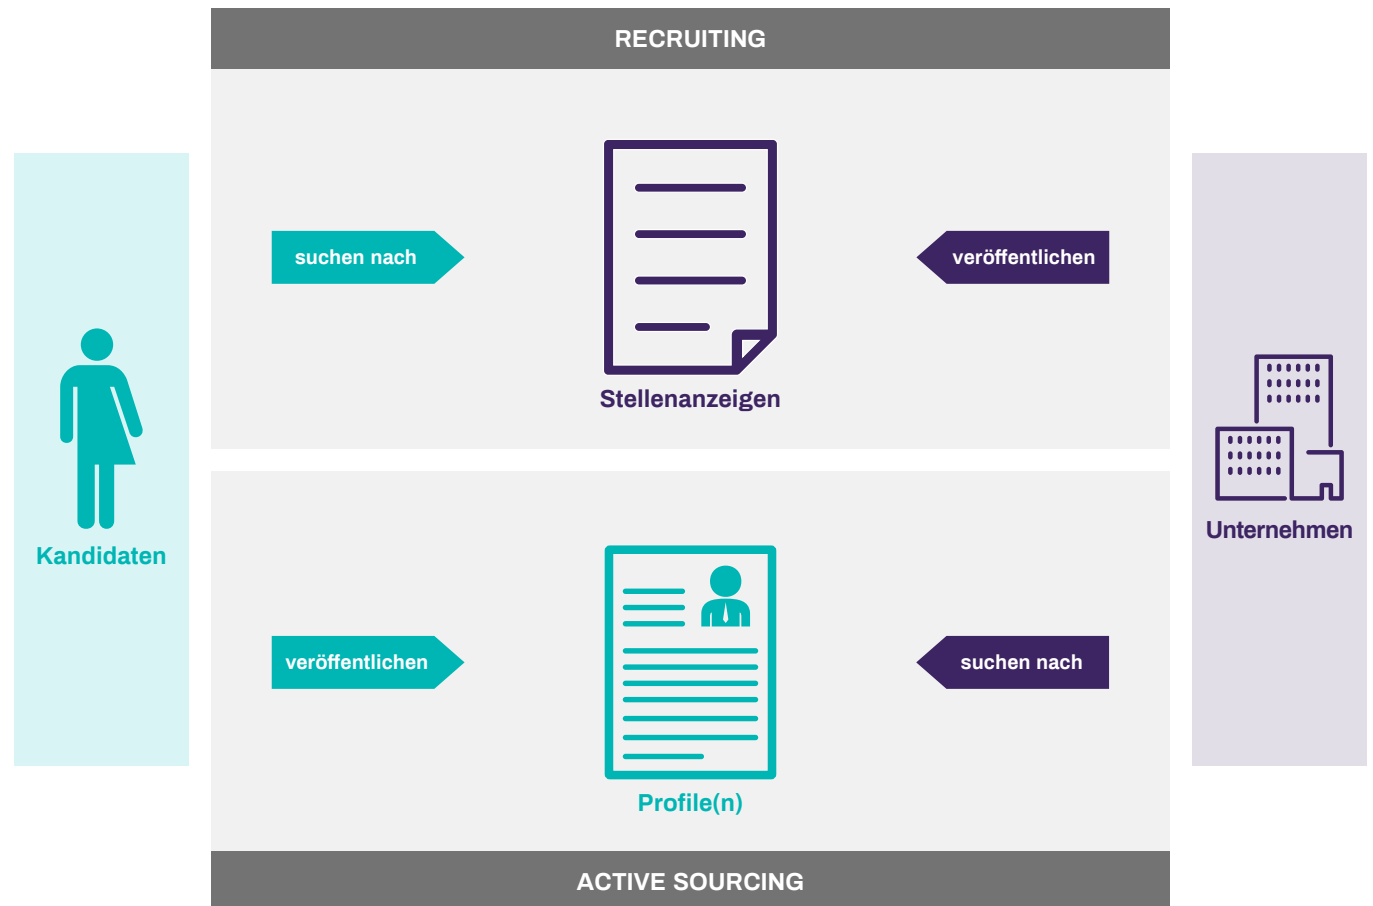 RECRUITING
suchen nach
veröffentlichen
Stellenanzeigen
Kandidaten
Unternehmen
veröffentlichen
suchen nach
Profile(n)
ACTIVE SOURCING